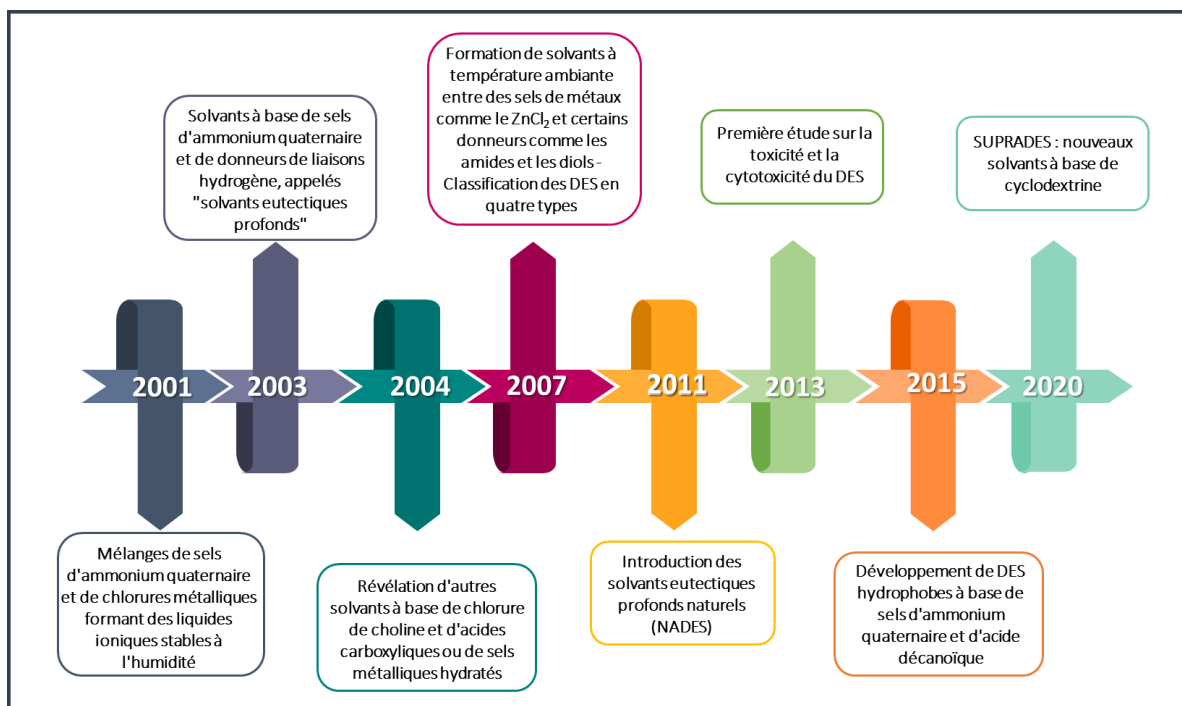 Solvants à base de sels
d'ammonium quaternaire
et de donneurs de liaisons
hydrogène, appelés
"solvants eutectiques
profonds"
Formation de solvants à
température ambiante
entre des sels de métaux
comme le ZnCl₂ et certains
donneurs comme les
amides et les diols -
Classification des DES en
quatre types
Première étude sur la
toxicité et la
cytotoxicité du DES
SUPRADES : nouveaux
solvants à base de
cyclodextrine
2001
2003
2004
2007
2011
2013
2015
2020
Mélanges de sels
d'ammonium quaternaire
et de chlorures métalliques
formant des liquides
ioniques stables à
l'humidité
Révélation d'autres
solvants à base de chlorure
de choline et d'acides
carboxyliques ou de sels
métalliques hydratés
Introduction des
solvants eutectiques
profonds naturels
(NADES)
Développement de DES
hydrophobes à base de
sels d'ammonium
quaternaire et d'acide
décanoïque